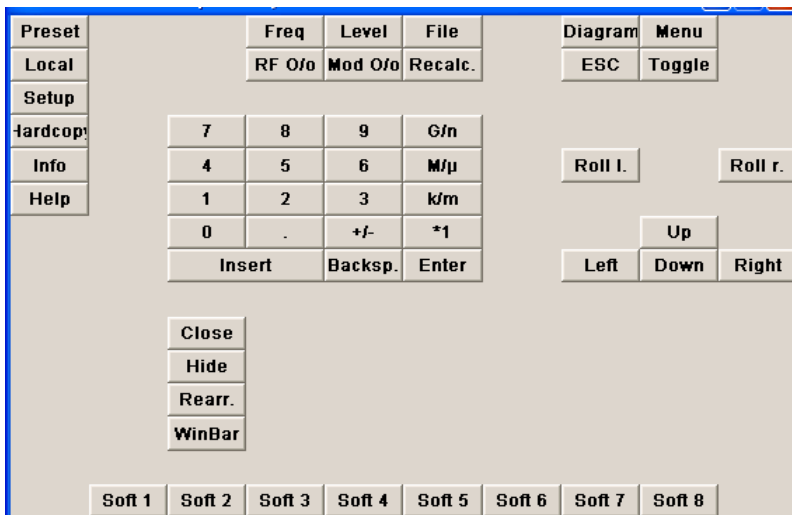 Preset Freq Level File Diagram Menu
Local RF O/o Mod O/o Recalc. ESC Toggle
Setup
Hardcopy 7 8 9 G/n
Info 4 5 6 M/µ Roll l. Roll r.
Help 1 2 3 k/m
0 . +/- *1 Up
Insert Backsp. Enter Left Down Right
Close
Hide
Rearr.
WinBar
Soft 1 Soft 2 Soft 3 Soft 4 Soft 5 Soft 6 Soft 7 Soft 8